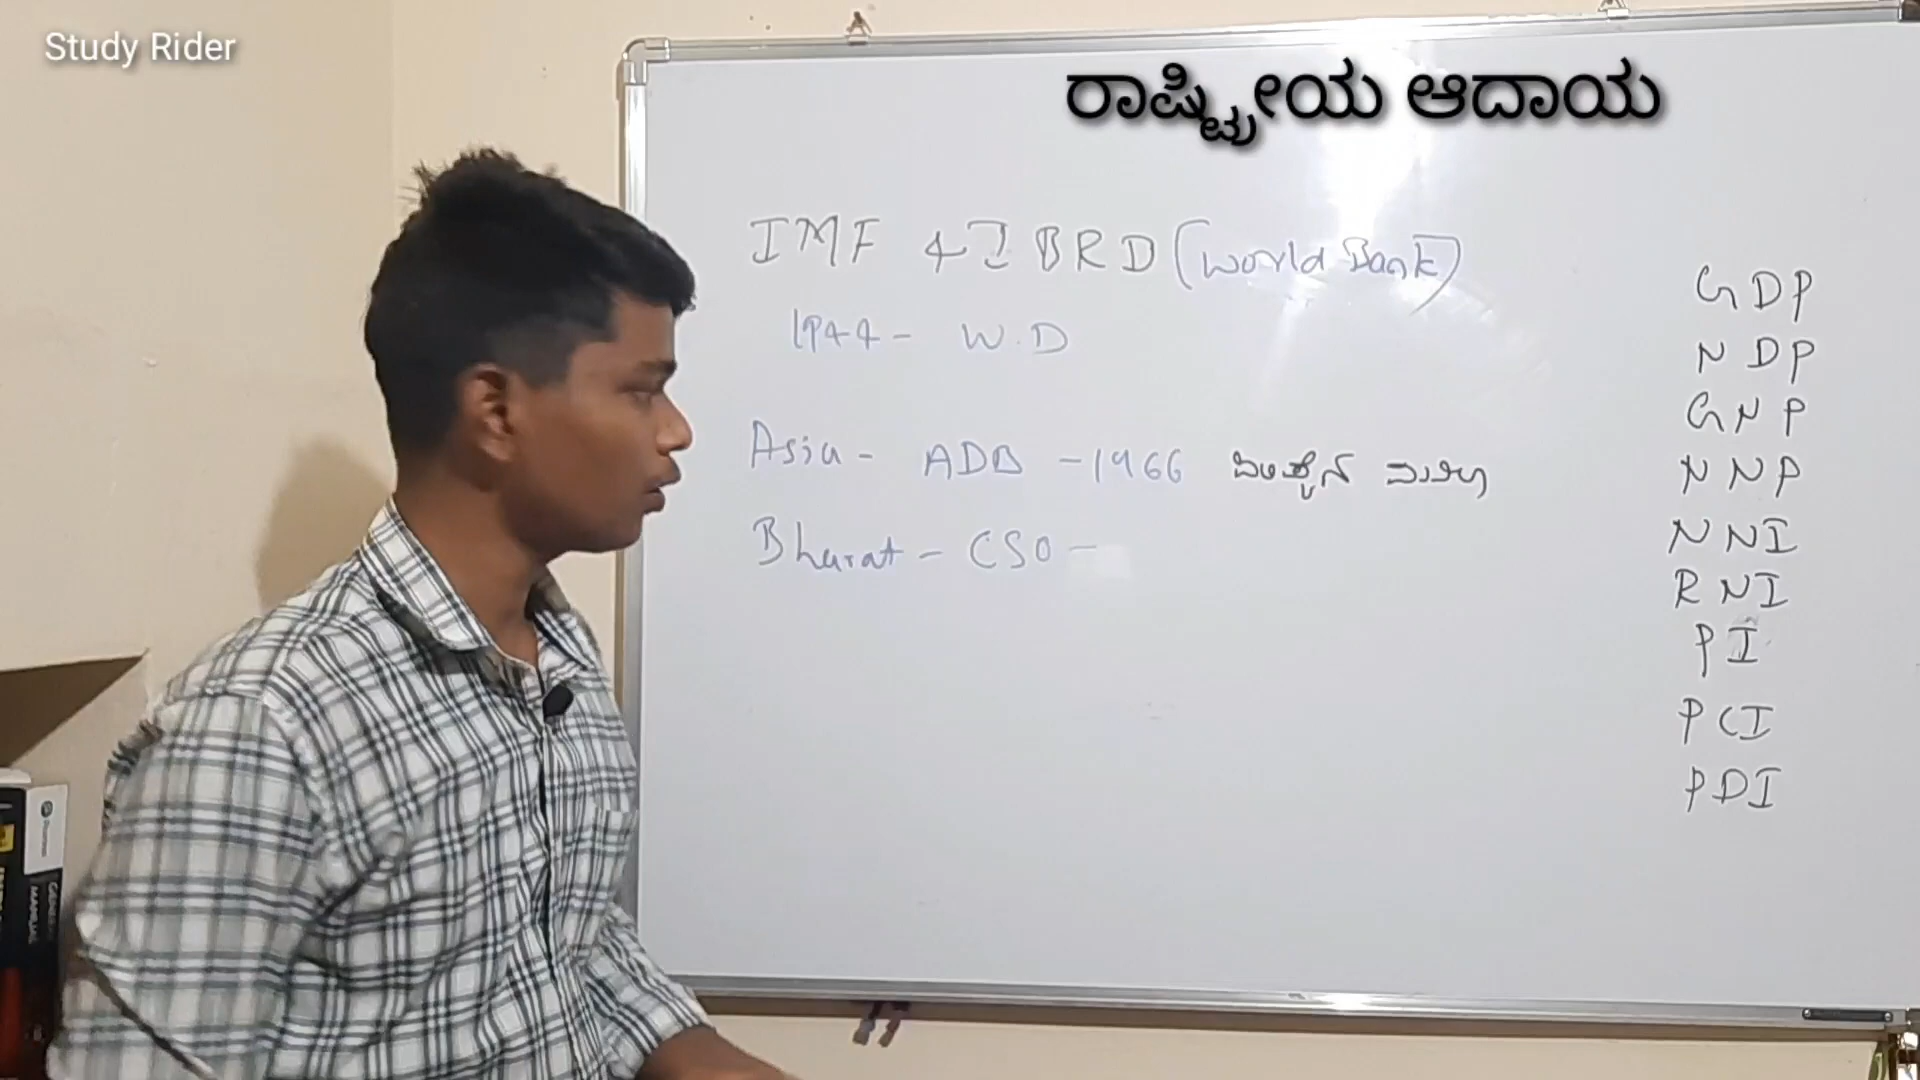 Study Rider
ರಾಷ್ಟ್ರೀಯ ಆದಾಯ
IMF & IBRD (World Bank)
1944 - W.D
Asia - ADB - 1966
Bharat - CSO -
GDP
NDP
GNP
NNP
NNI
RNI
PI
PCI
PDI